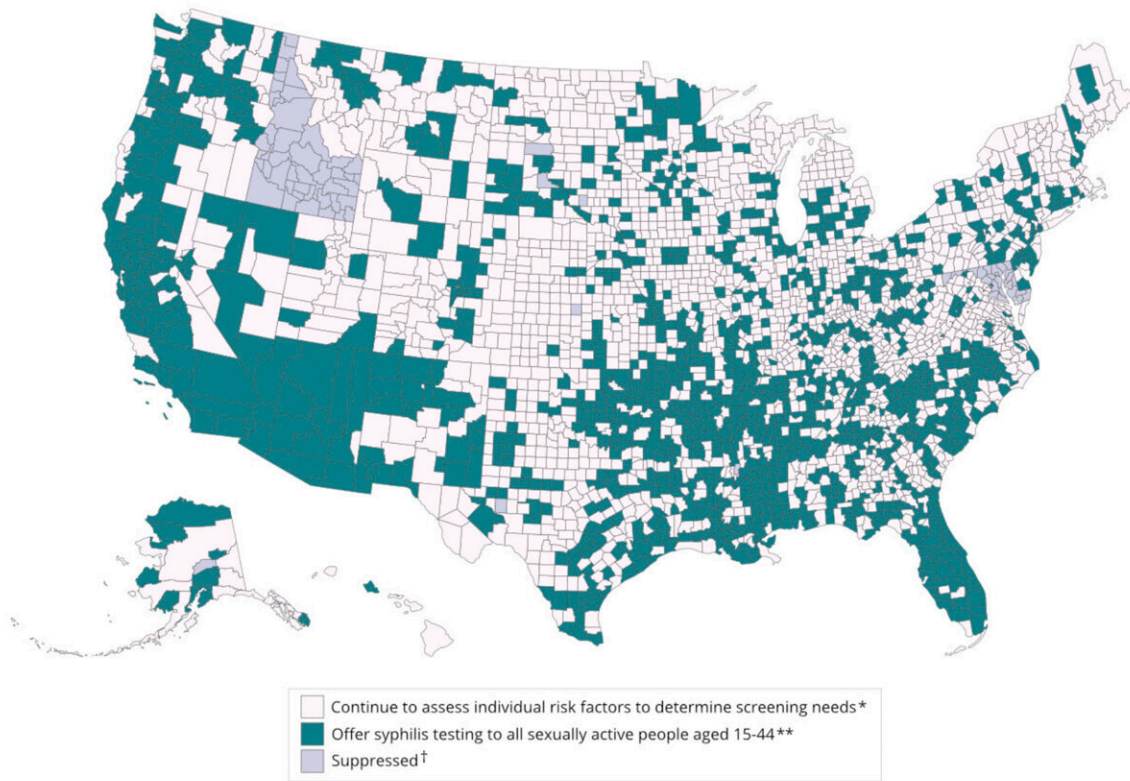 Continue to assess individual risk factors to determine screening needs*
Offer syphilis testing to all sexually active people aged 15-44**
Suppressed†